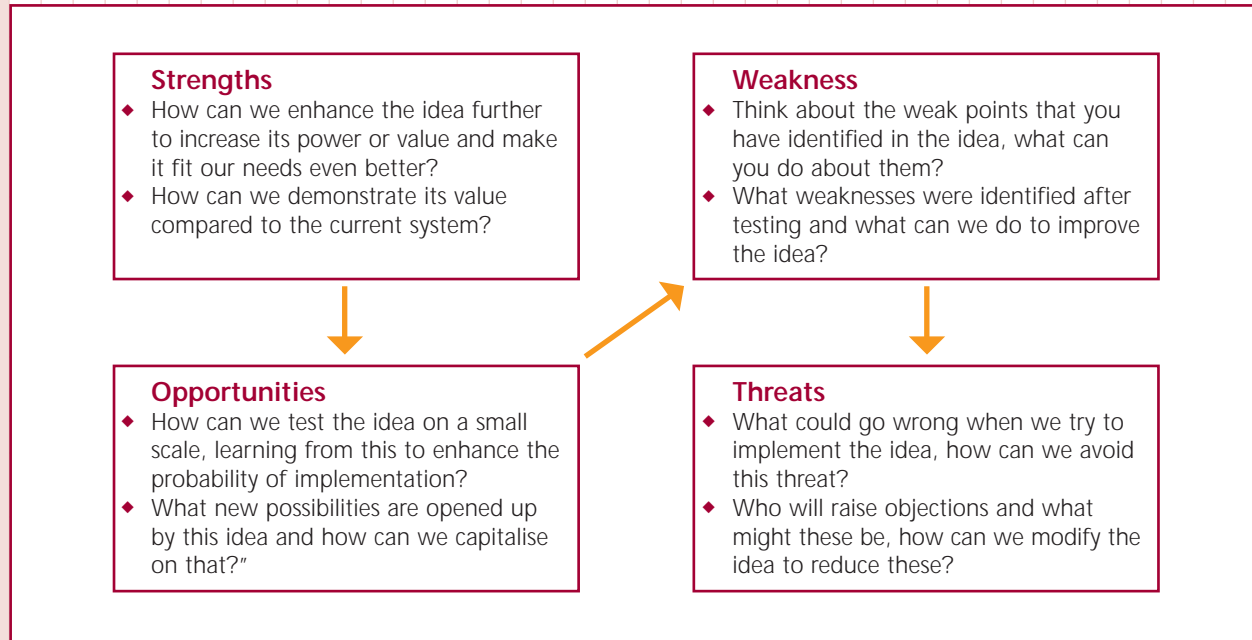 Strengths
◆ How can we enhance the idea further
to increase its power or value and make
it fit our needs even better?
◆ How can we demonstrate its value
compared to the current system?
Opportunities
◆ How can we test the idea on a small
scale, learning from this to enhance the
probability of implementation?
◆ What new possibilities are opened up
by this idea and how can we capitalise
on that?"
Weakness
◆ Think about the weak points that you
have identified in the idea, what can
you do about them?
◆ What weaknesses were identified after
testing and what can we do to improve
the idea?
Threats
◆ What could go wrong when we try to
implement the idea, how can we avoid
this threat?
◆ Who will raise objections and what
might these be, how can we modify the
idea to reduce these?